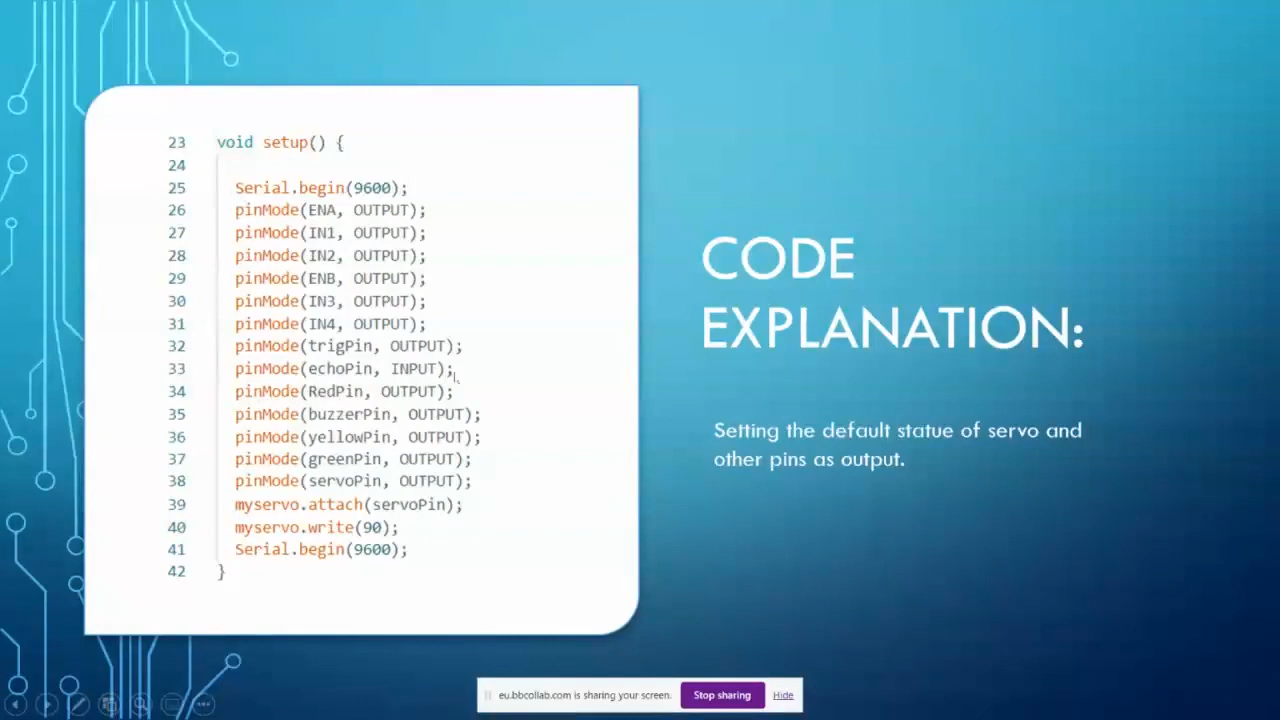 23 void setup() {
24
25 Serial.begin(9600);
26 pinMode(ENA, OUTPUT);
27 pinMode(IN1, OUTPUT);
28 pinMode(IN2, OUTPUT);
29 pinMode(ENB, OUTPUT);
30 pinMode(IN3, OUTPUT);
31 pinMode(IN4, OUTPUT);
32 pinMode(trigPin, OUTPUT);
33 pinMode(echoPin, INPUT);
34 pinMode(RedPin, OUTPUT);
35 pinMode(buzzerPin, OUTPUT);
36 pinMode(yellowPin, OUTPUT);
37 pinMode(greenPin, OUTPUT);
38 pinMode(servoPin, OUTPUT);
39 myservo.attach(servoPin);
40 myservo.write(90);
41 Serial.begin(9600);
42 }
CODE
EXPLANATION:
Setting the default statue of servo and
other pins as output.
eu.bbcollab.com is sharing your screen. Stop sharing Hide